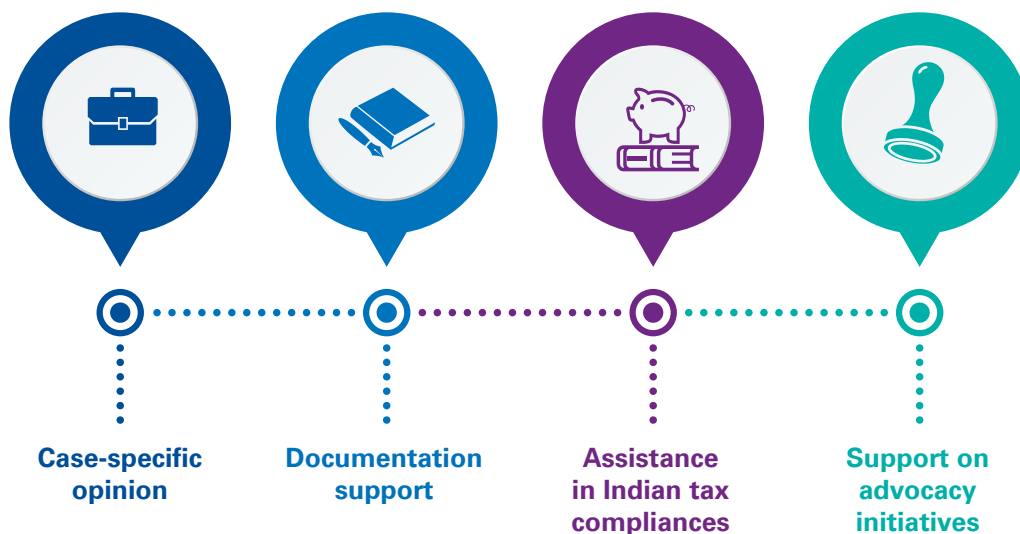 Case-specific
opinion
Documentation
support
Assistance
in Indian tax
compliances
Support on
advocacy
initiatives